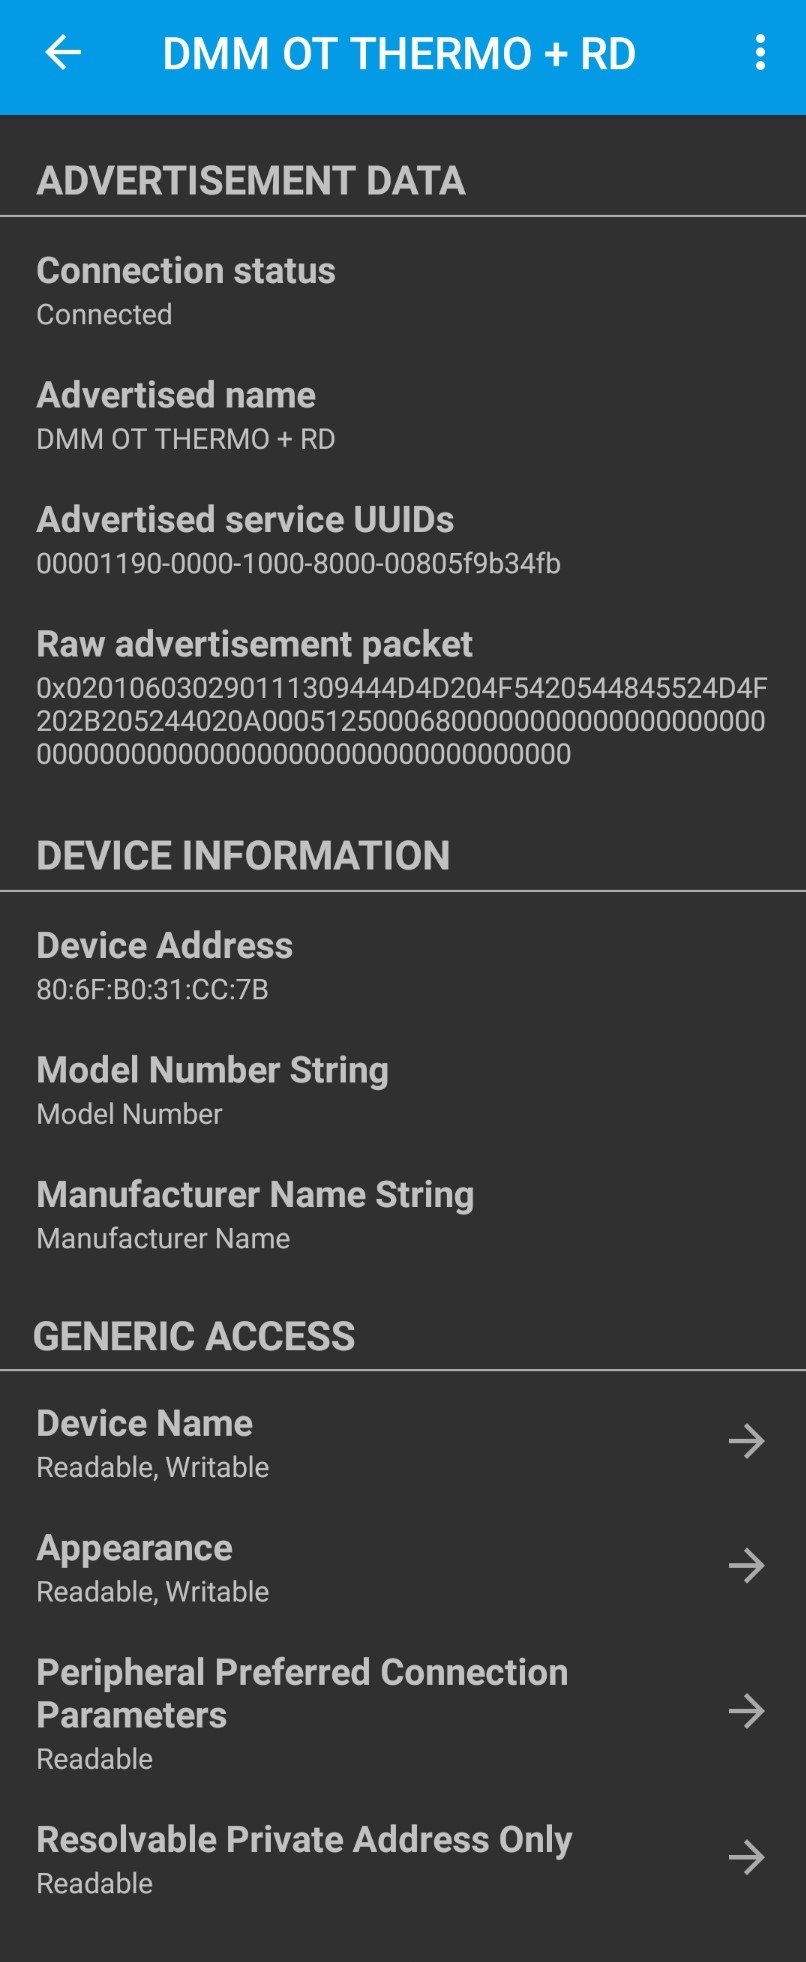 DMM OT THERMO + RD
ADVERTISEMENT DATA
Connection status
Connected
Advertised name
DMM OT THERMO + RD
Advertised service UUIDs
00001190-0000-1000-8000-00805f9b34fb
Raw advertisement packet
0x020106030290111309444D4D204F5420544845524D4F
202B205244020A000512500068000000000000000000000
0000000000000000000000000000000000
DEVICE INFORMATION
Device Address
80:6F:B0:31:CC:7B
Model Number String
Model Number
Manufacturer Name String
Manufacturer Name
GENERIC ACCESS
Device Name
Readable, Writable
Appearance
Readable, Writable
Peripheral Preferred Connection
Parameters
Readable
Resolvable Private Address Only
Readable